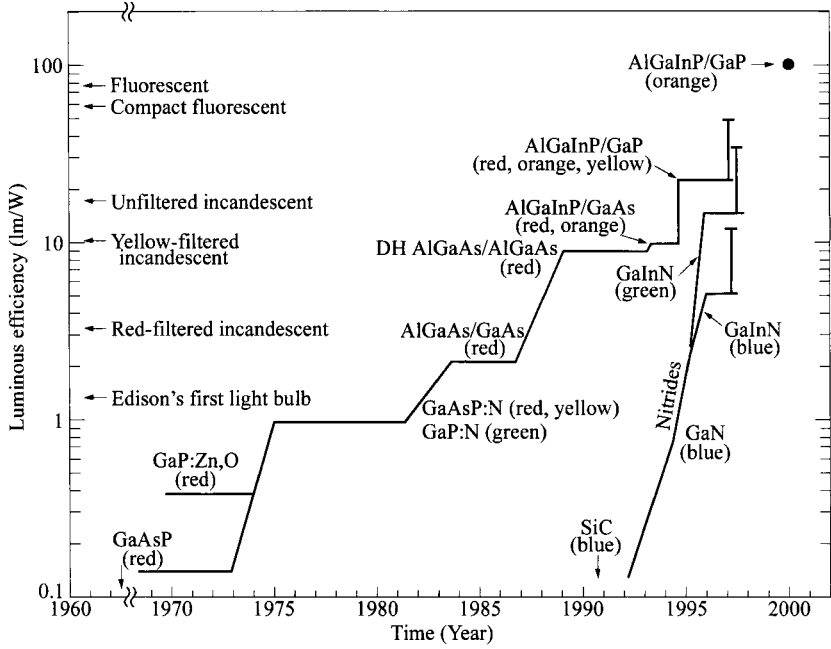 Luminous efficiency (lm/W)
100
10
1
0.1
Fluorescent
Compact fluorescent
Unfiltered incandescent
Yellow-filtered
incandescent
Red-filtered incandescent
Edison's first light bulb
GaAsP
(red)
GaP:Zn,O
(red)
GaAsP:N (red, yellow)
GaP:N (green)
AlGaAs/GaAs
(red)
DH AlGaAs/AlGaAs
(red)
AlGaInP/GaAs
(red, orange)
AlGaInP/GaP
(red, orange, yellow)
AlGaInP/GaP
(orange)
GaInN
(green)
GaInN
(blue)
Nitrides
GaN
(blue)
SiC
(blue)
1960
1970
1975
1980
1985
1990
1995
2000
Time (Year)